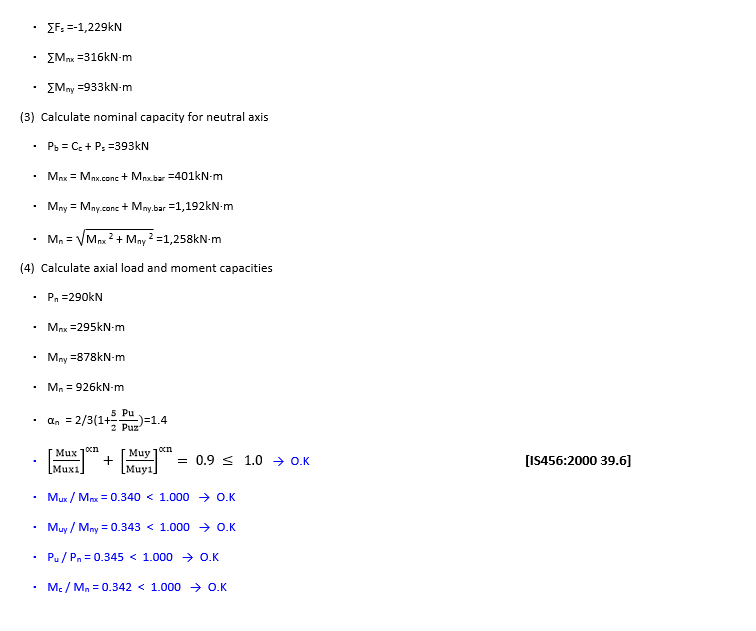 · ∑Fs =-1,229kN
· ∑Mnx =316kN·m
· ∑Mny =933kN·m
(3) Calculate nominal capacity for neutral axis
· Pb = Cc + Ps =393kN
· Mnx = Mnx.conc + Mnx.bar =401kN·m
· Mny = Mny.conc + Mny.bar =1,192kN·m
· Mn = √(Mnx² + Mny²) =1,258kN·m
(4) Calculate axial load and moment capacities
· Pn =290kN
· Mnx =295kN·m
· Mny =878kN·m
· Mn = 926kN·m
· αn = 2/3(1+5/2 Pu/Puz)=1.4
· [Mux/Mux1]^∝n + [Muy/Muy1]^∝n = 0.9 ≤ 1.0 → O.K [IS456:2000 39.6]
· Mux / Mnx = 0.340 < 1.000 → O.K
· Muy / Mny = 0.343 < 1.000 → O.K
· Pu / Pn = 0.345 < 1.000 → O.K
· Mc / Mn = 0.342 < 1.000 → O.K